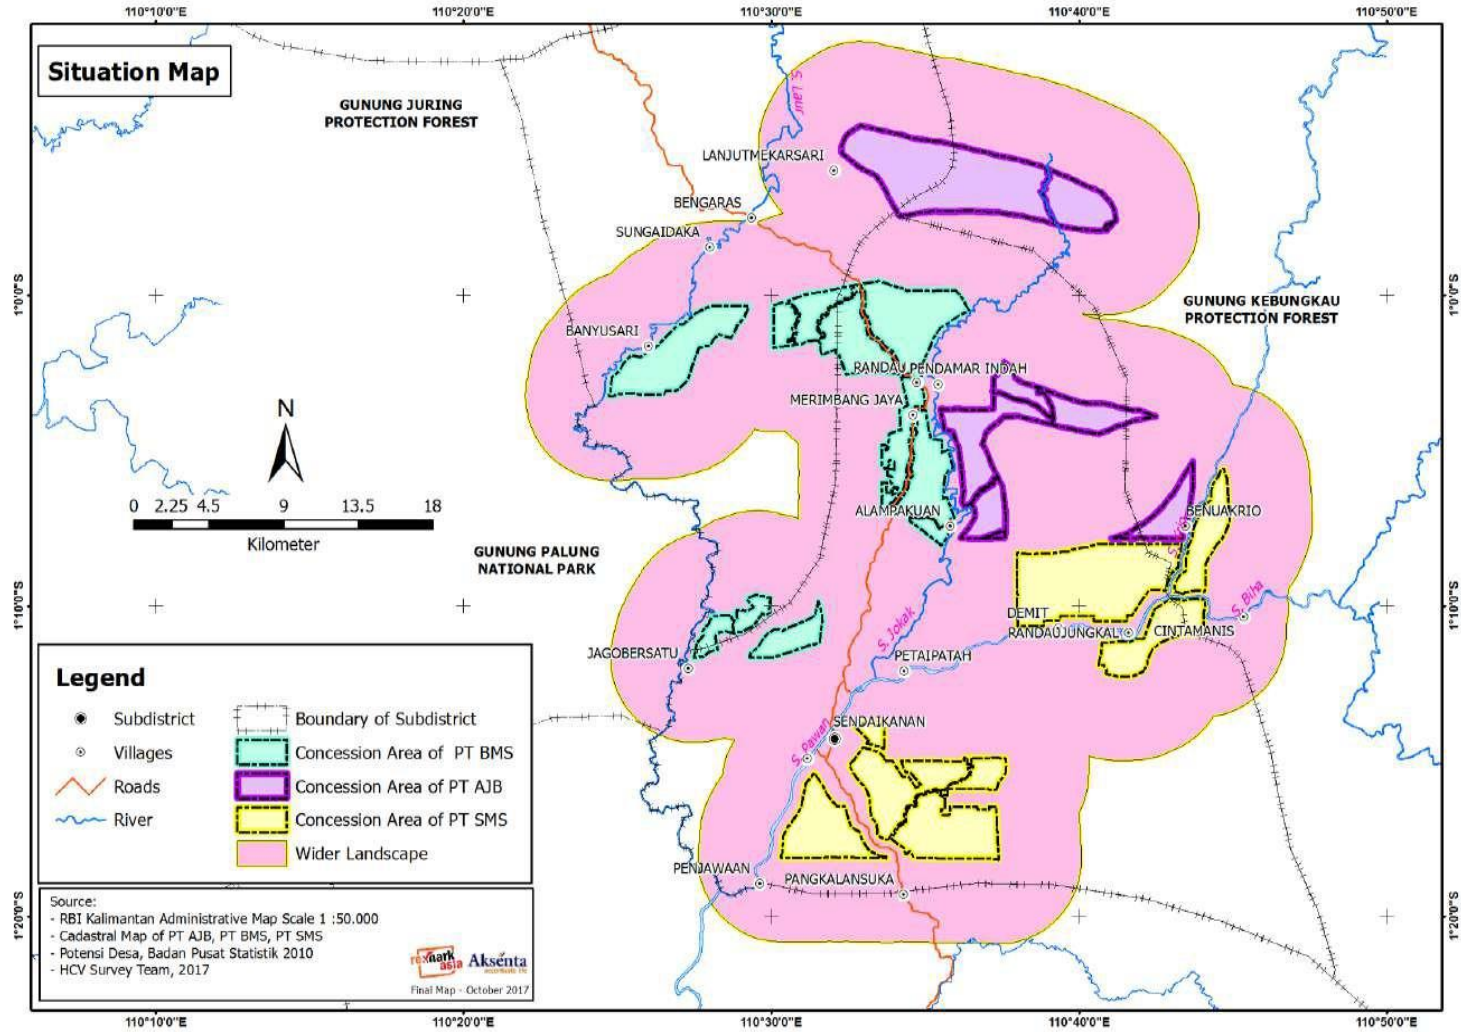 110°10'0"E
110°20'0"E
110°30'0"E
110°40'0"E
110°50'0"E
Situation Map
GUNUNG JURING
PROTECTION FOREST
S. Laur
LANJUTMEKARSARI
BENGARAS
SUNGAIDAKA
1°0'0"S
1°0'0"S
GUNUNG KEBUNGKAU
PROTECTION FOREST
BANYUSARI
RANDAU
PENDAMAR INDAH
MERIMBANG JAYA
N
0 2.25 4.5 9 13.5 18
Kilometer
ALAMPAKUAN
BENUAKRIO
GUNUNG PALUNG
NATIONAL PARK
1°10'0"S
1°10'0"S
S. Biha
DEMIT
RANDAUJUNGKAL
CINTAMANIS
S. Jokak
JAGOBERSATU
PETAIPATAH
SENDAIKANAN
S. Pawan
Legend
Subdistrict
Villages
Roads
River
Boundary of Subdistrict
Concession Area of PT BMS
Concession Area of PT AJB
Concession Area of PT SMS
Wider Landscape
PENJAWAAN
PANGKALANSUKA
1°20'0"S
1°20'0"S
Source:
- RBI Kalimantan Administrative Map Scale 1 :50.000
- Cadastral Map of PT AJB, PT BMS, PT SMS
- Potensi Desa, Badan Pusat Statistik 2010
- HCV Survey Team, 2017
remark asia
Aksenta
Final Map - October 2017
110°10'0"E
110°20'0"E
110°30'0"E
110°40'0"E
110°50'0"E